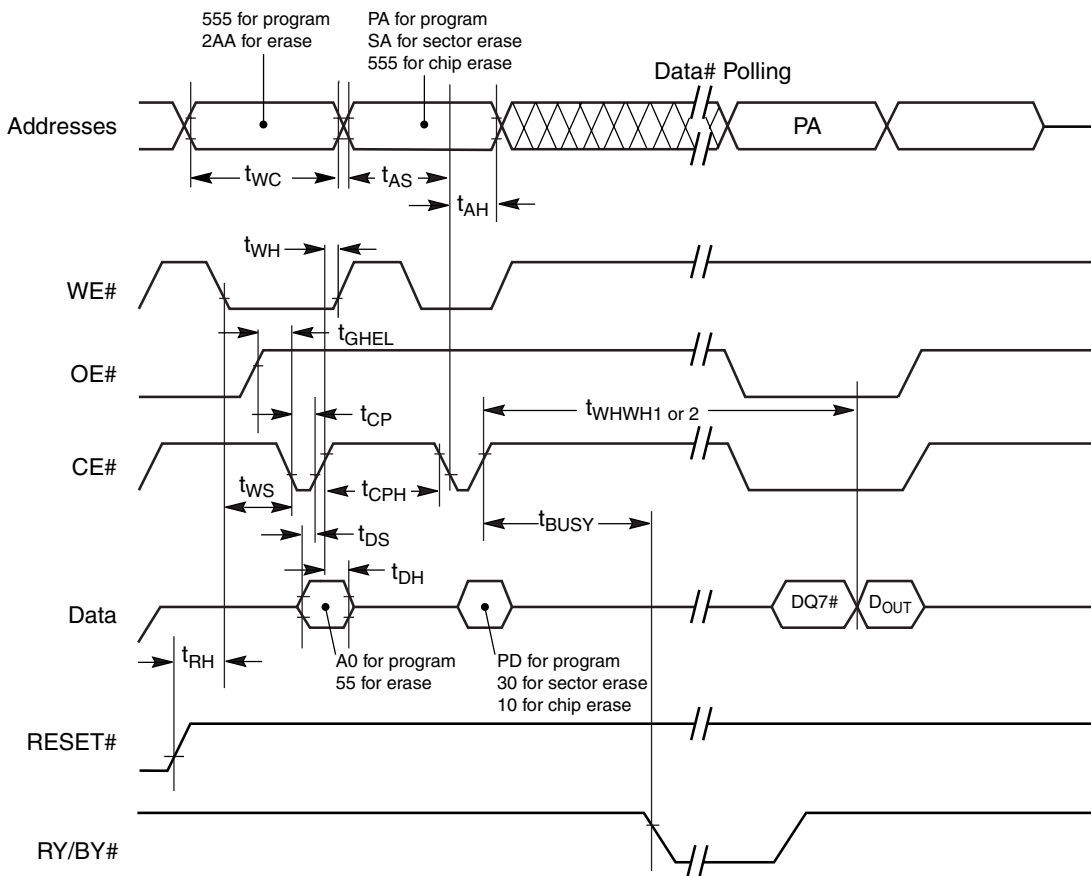 555 for program
2AA for erase
PA for program
SA for sector erase
555 for chip erase
Data# Polling
Addresses
PA
tWC
tAS
tAH
tWH
WE#
tGHEL
OE#
tWHWH1 or 2
tCP
CE#
tWS
tCPH
tBUSY
tDS
tDH
Data
DQ7#
DOUT
tRH
A0 for program
55 for erase
PD for program
30 for sector erase
10 for chip erase
RESET#
RY/BY#